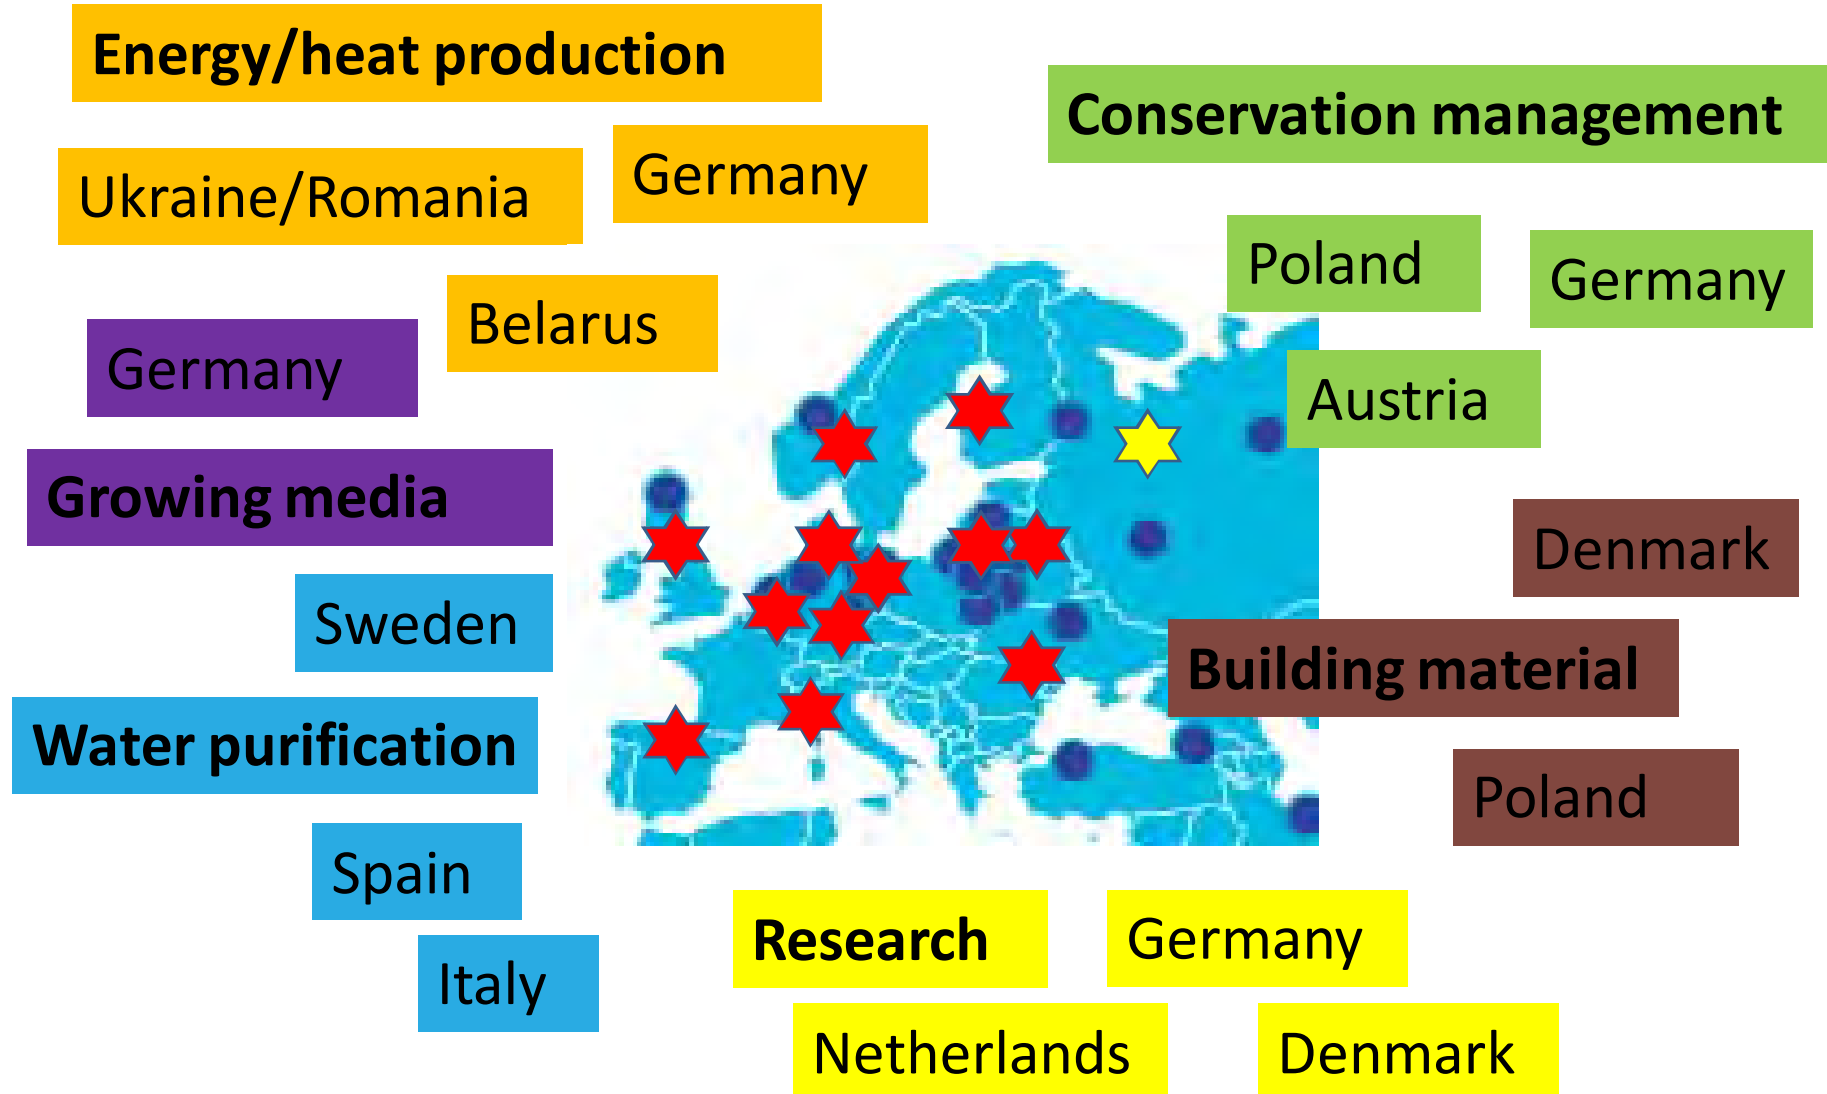 Energy/heat production
Conservation management
Ukraine/Romania
Germany
Poland
Germany
Belarus
Germany
Austria
Growing media
Denmark
Sweden
Building material
Water purification
Poland
Spain
Research
Germany
Italy
Netherlands
Denmark